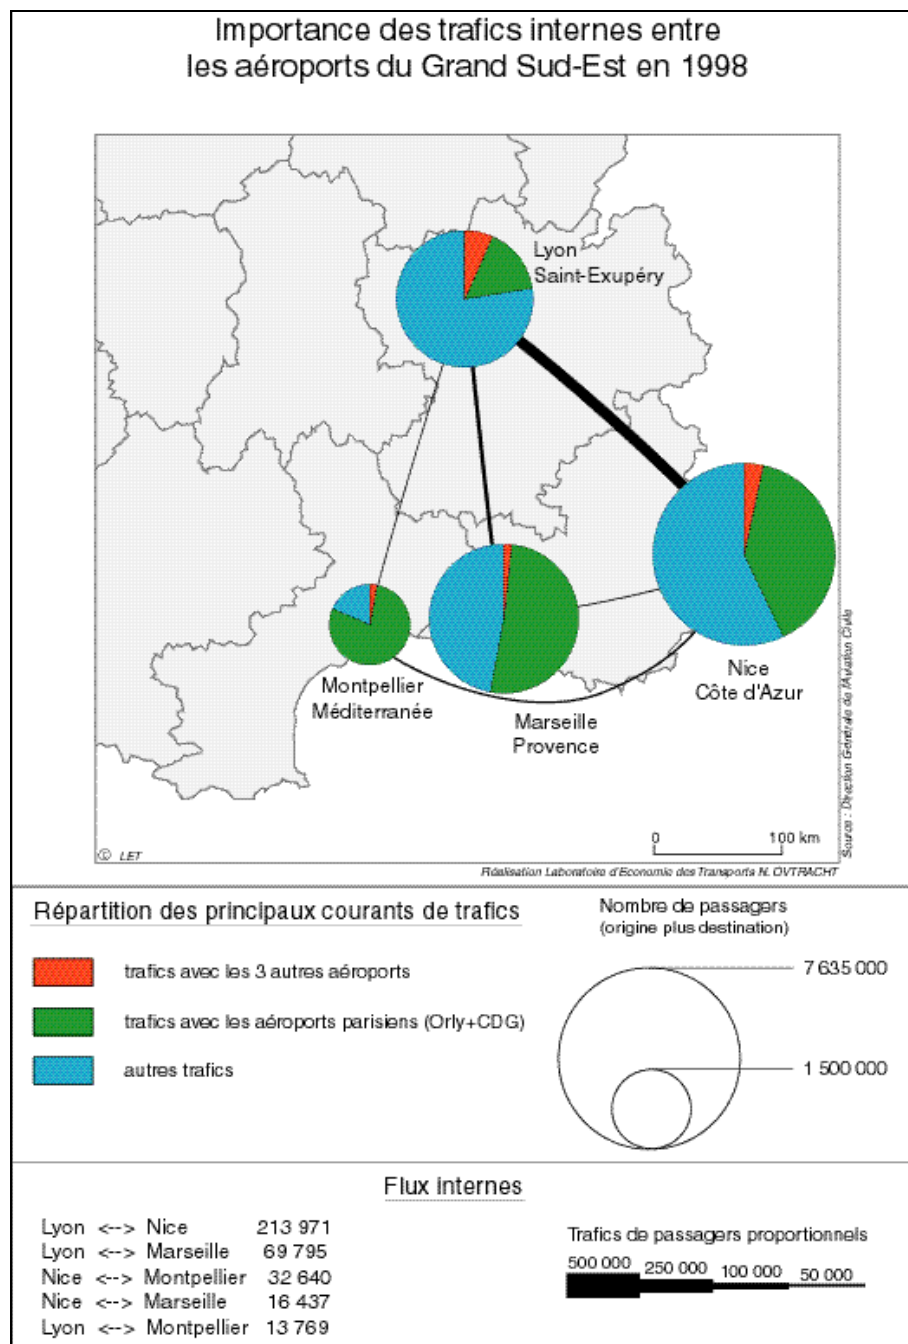 Importance des trafics internes entre
les aéroports du Grand Sud-Est en 1998
Lyon
Saint-Exupéry
Nice
Côte d'Azur
Montpellier
Méditerranée
Marseille
Provence
0 100 km
© LET
Source : Direction Générale de l'Aviation Civile
Réalisation Laboratoire d'Economie des Transports N. OVTRACHT
Répartition des principaux courants de trafics
trafics avec les 3 autres aéroports
trafics avec les aéroports parisiens (Orly+CDG)
autres trafics
Nombre de passagers
(origine plus destination)
7 635 000
1 500 000
Flux internes
Lyon <--> Nice 213 971
Lyon <--> Marseille 69 795
Nice <--> Montpellier 32 640
Nice <--> Marseille 16 437
Lyon <--> Montpellier 13 769
Trafics de passagers proportionnels
500 000 250 000 100 000 50 000